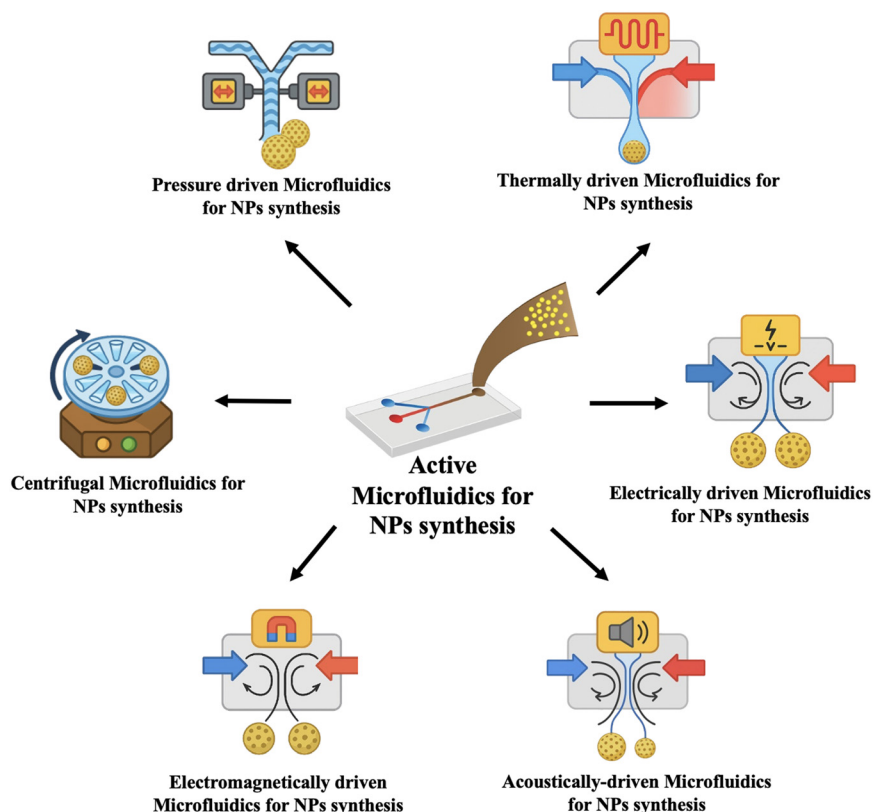 Pressure driven Microfluidics
for NPs synthesis
Thermally driven Microfluidics for
NPs synthesis
Centrifugal Microfluidics for
NPs synthesis
Active
Microfluidics for
NPs synthesis
Electrically driven Microfluidics
for NPs synthesis
Electromagnetically driven
Microfluidics for NPs synthesis
Acoustically-driven Microfluidics
for NPs synthesis